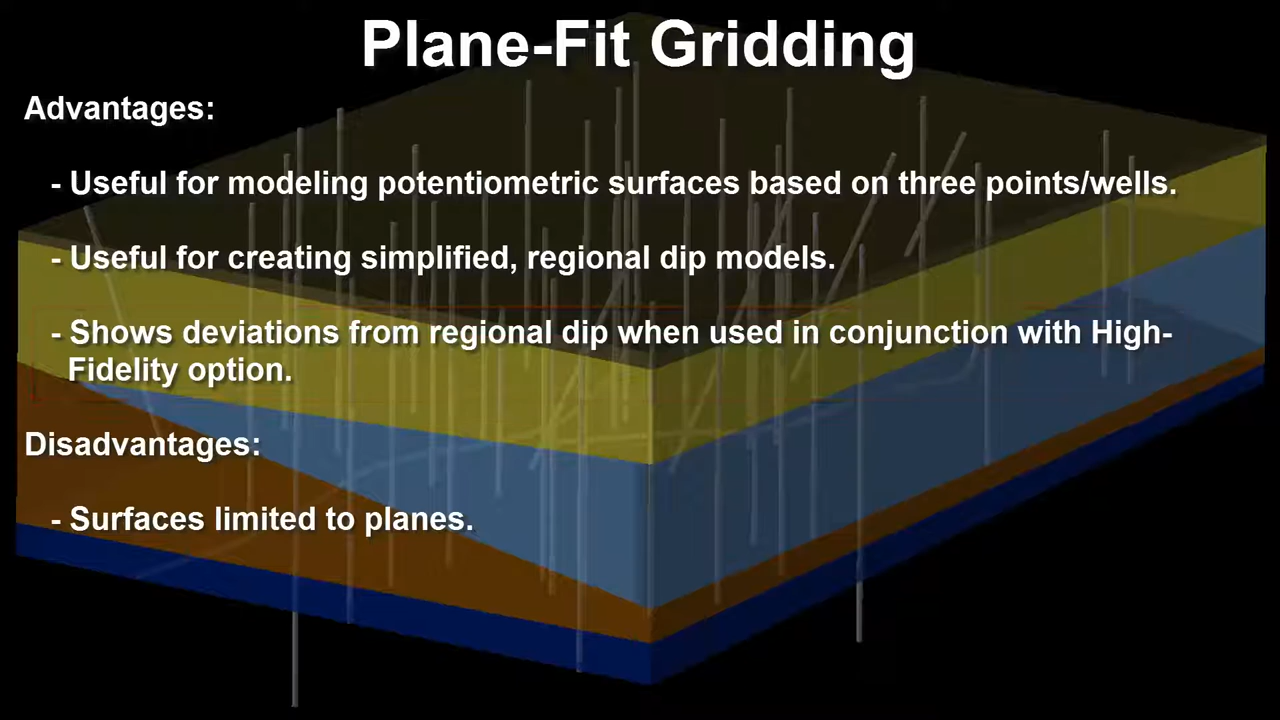 Plane-Fit Gridding
Advantages:
- Useful for modeling potentiometric surfaces based on three points/wells.
- Useful for creating simplified, regional dip models.
- Shows deviations from regional dip when used in conjunction with High-
Fidelity option.
Disadvantages:
- Surfaces limited to planes.